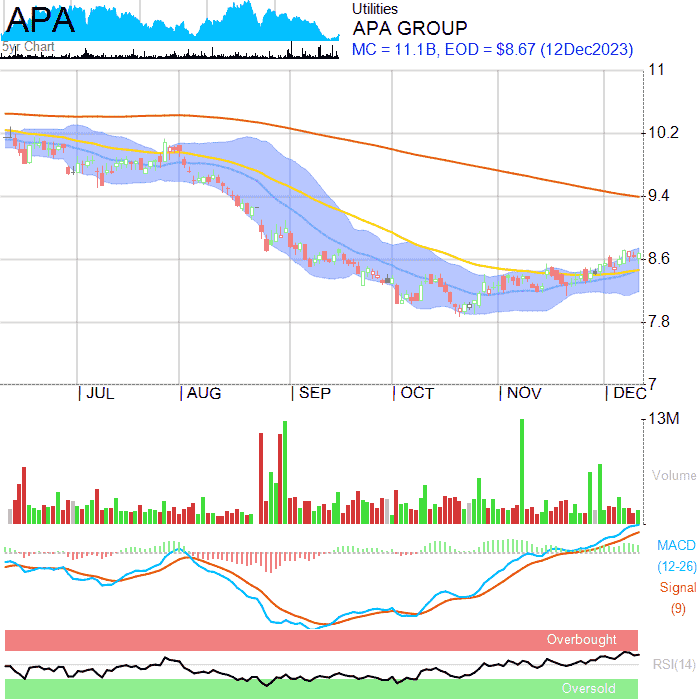 APA
5yr Chart
Utilities
APA GROUP
MC = 11.1B, EOD = $8.67 (12Dec2023)
11
10.2
9.4
8.6
7.8
7
JUL AUG SEP OCT NOV DEC
13M
Volume
MACD
(12-26)
Signal
(9)
Overbought
RSI(14)
Oversold